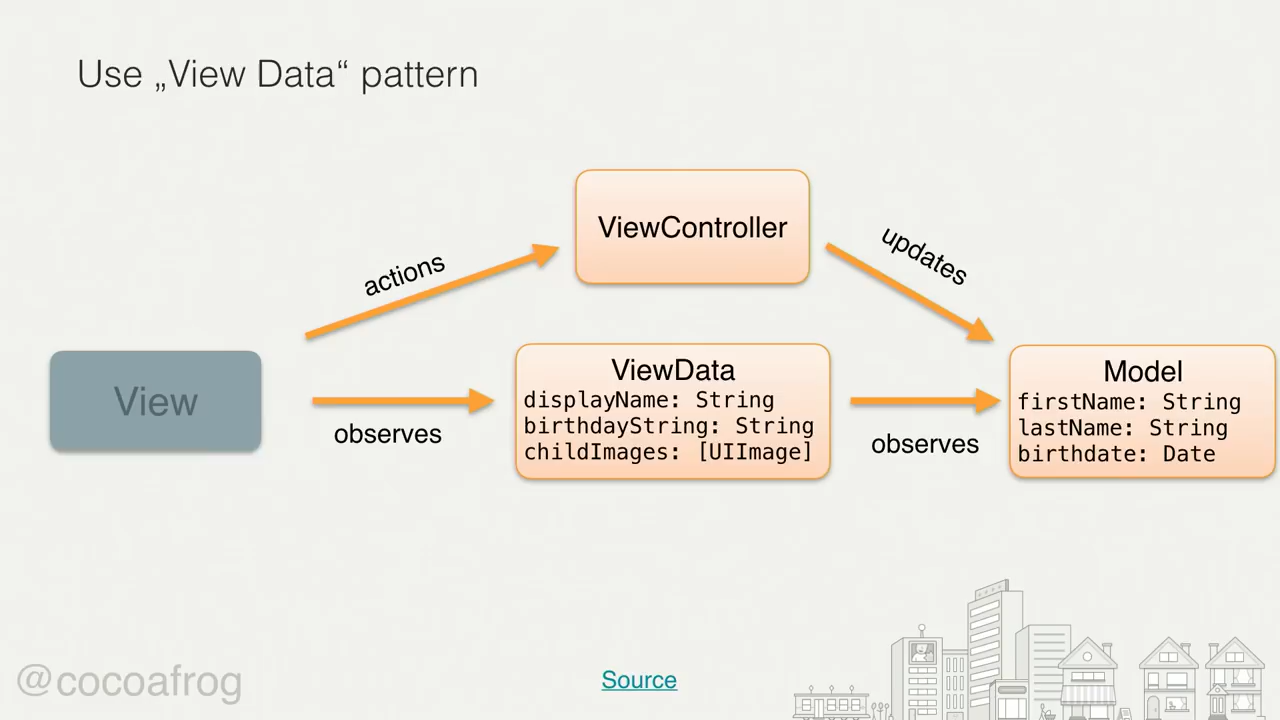 Use „View Data“ pattern
ViewController
actions
updates
View
observes
ViewData
displayName: String
birthdayString: String
childImages: [UIImage]
observes
Model
firstName: String
lastName: String
birthdate: Date
@cocoafrog
Source